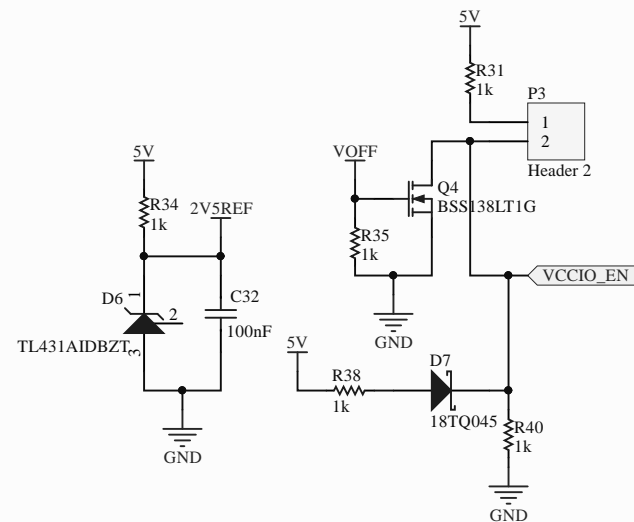 5V
R31
1k
P3
1
2
Header 2
VOFF
Q4
BSS138LT1G
R35
1k
GND
5V
R34
1k
2V5REF
1
D6
2
C32
100nF
TL431AIDBZT
3
GND
VCCIO_EN
5V
R38
1k
D7
18TQ045
R40
1k
GND